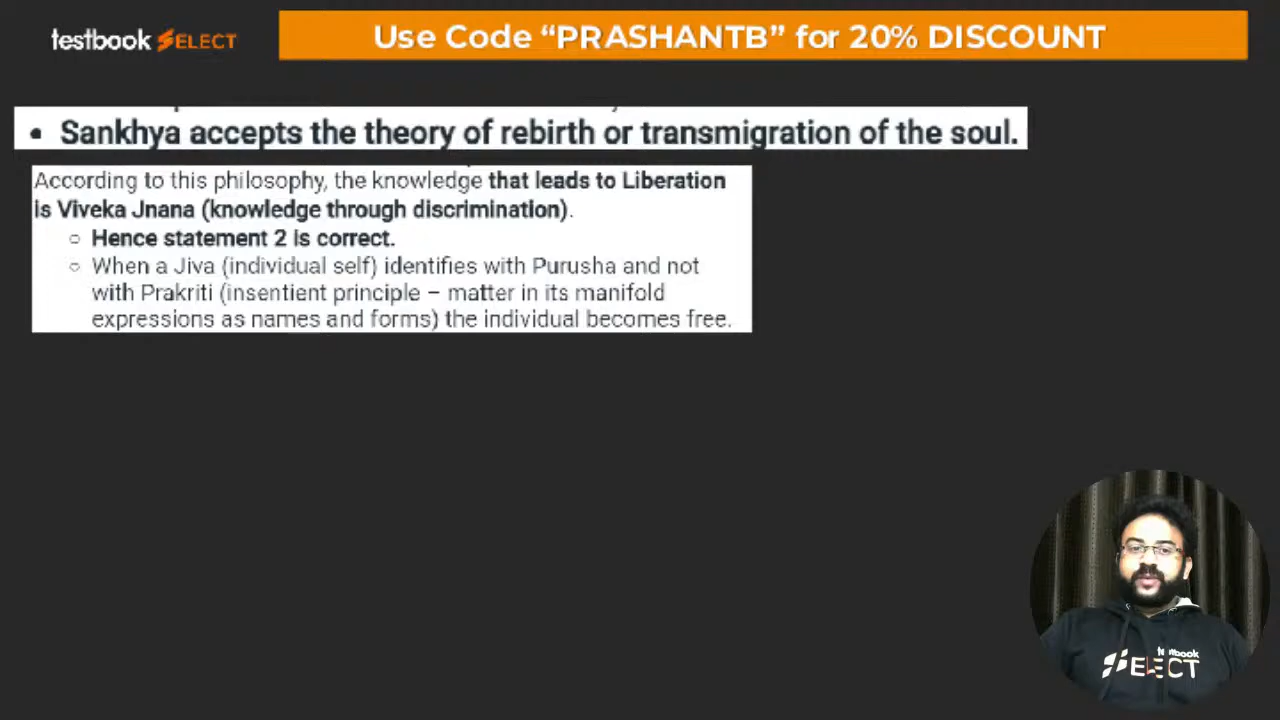 testbook SELECT
Use Code “PRASHANTB” for 20% DISCOUNT
• Sankhya accepts the theory of rebirth or transmigration of the soul.
According to this philosophy, the knowledge that leads to Liberation
is Viveka Jnana (knowledge through discrimination).
○ Hence statement 2 is correct.
○ When a Jiva (individual self) identifies with Purusha and not
with Prakriti (insentient principle – matter in its manifold
expressions as names and forms) the individual becomes free.
testbook
SELECT